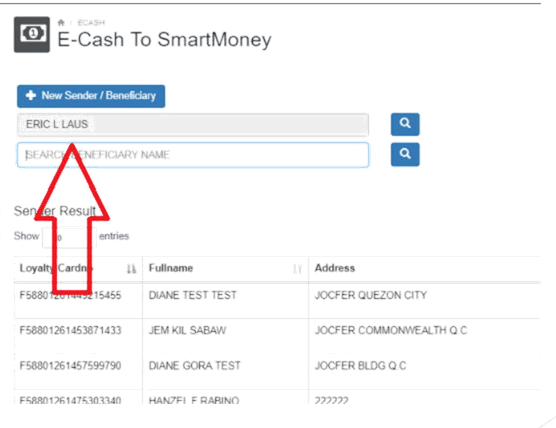 ECASH
E-Cash To SmartMoney
New Sender / Beneficiary
ERIC L LAUS
SEARCH BENEFICIARY NAME
Sender Result
Show entries
Loyalty Cardno Fullname Address
F58801261449215455 DIANE TEST TEST JOCFER QUEZON CITY
F58801261453871433 JEM KIL SABAW JOCFER COMMONWEALTH Q.C
F58801261457599790 DIANE GORA TEST JOCFER BLDG Q.C
F58801261475303340 HANZEL F RABINO 222222